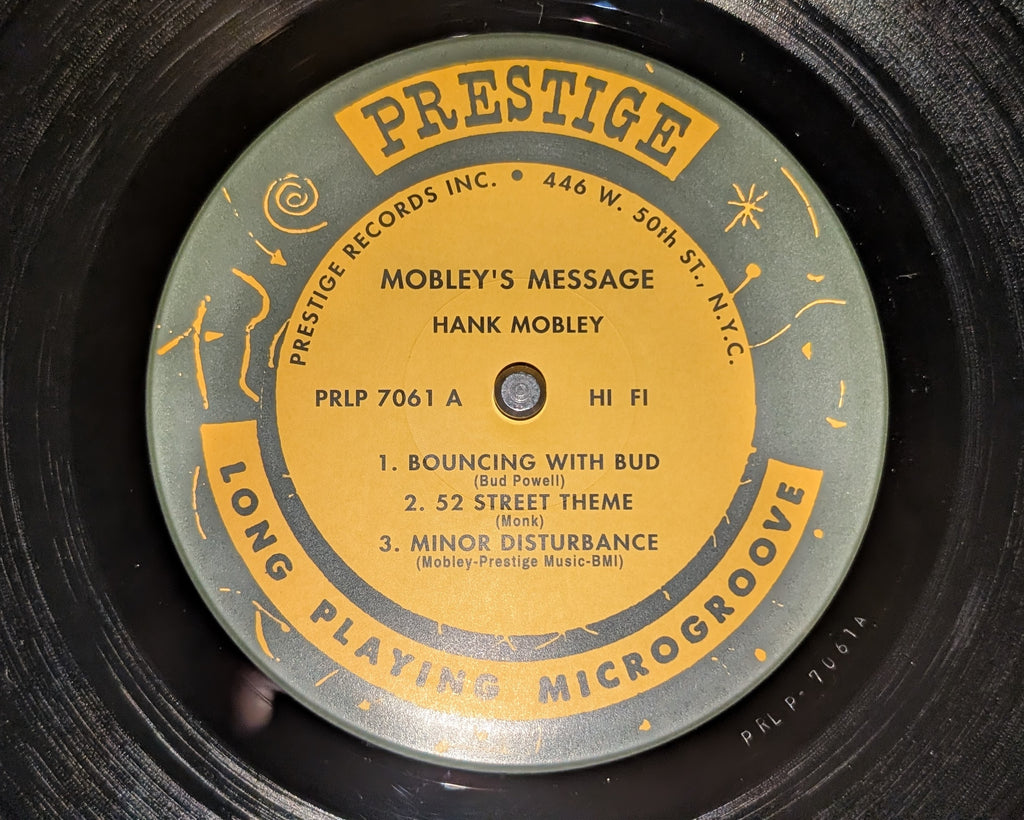 PRESTIGE
PRESTIGE RECORDS INC. • 446 W. 50th ST., N.Y.C.
MOBLEY'S MESSAGE
HANK MOBLEY
PRLP 7061 A HI FI
1. BOUNCING WITH BUD
(Bud Powell)
2. 52 STREET THEME
(Monk)
3. MINOR DISTURBANCE
(Mobley-Prestige Music-BMI)
LONG PLAYING MICROGROOVE
PRLP-7061A